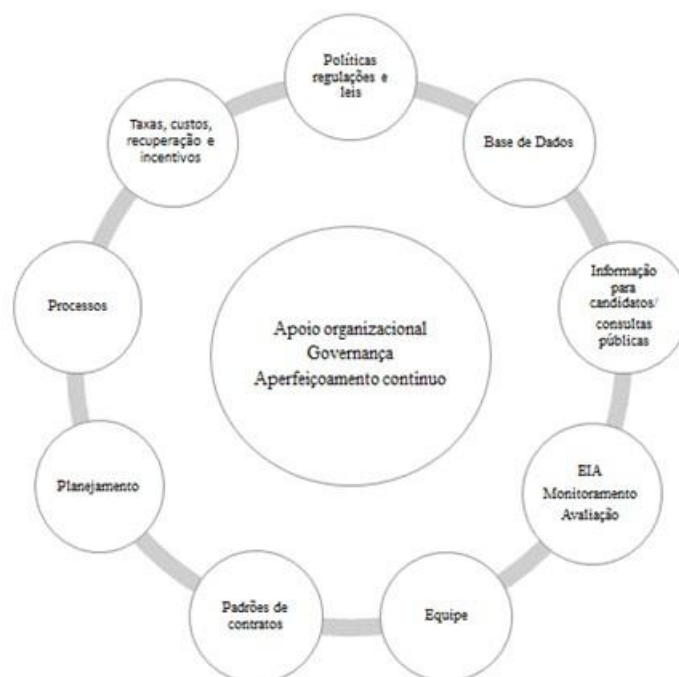 Políticas
regulações e
leis
Base de Dados
Informação
para
candidatos/
consultas
públicas
EIA
Monitoramento
Avaliação
Equipe
Padrões de
contratos
Planejamento
Processos
Taxas, custos,
recuperação e
incentivos
Apoio organizacional
Governança
Aperfeiçoamento continuo